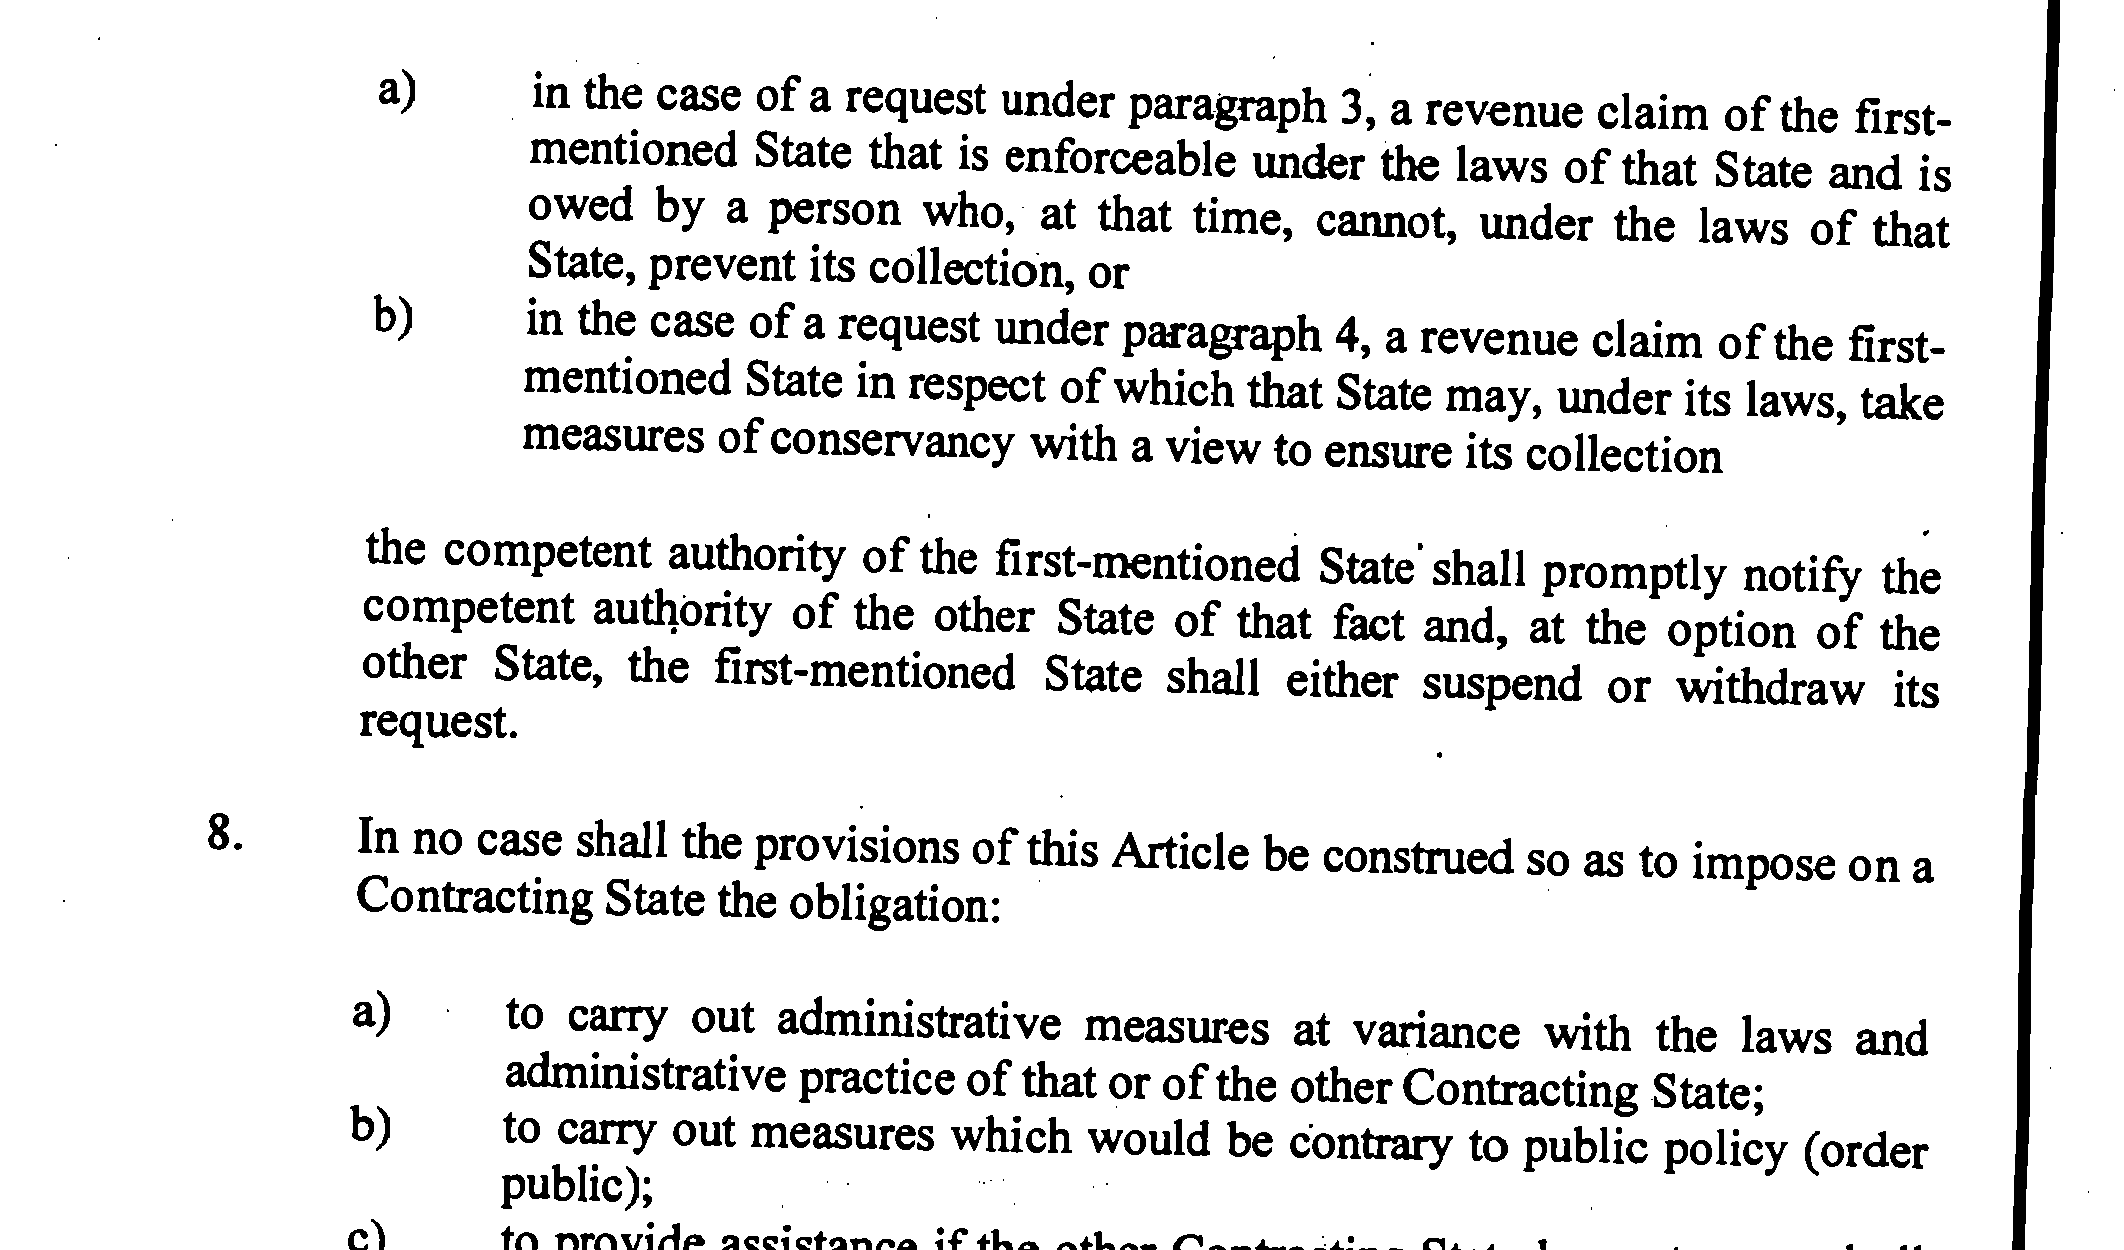 a) in the case of a request under paragraph 3, a revenue claim of the first-
mentioned State that is enforceable under the laws of that State and is
owed by a person who, at that time, cannot, under the laws of that
State, prevent its collection, or
b) in the case of a request under paragraph 4, a revenue claim of the first-
mentioned State in respect of which that State may, under its laws, take
measures of conservancy with a view to ensure its collection
the competent authority of the first-mentioned State shall promptly notify the
competent authority of the other State of that fact and, at the option of the
other State, the first-mentioned State shall either suspend or withdraw its
request.
8. In no case shall the provisions of this Article be construed so as to impose on a
Contracting State the obligation:
a) to carry out administrative measures at variance with the laws and
administrative practice of that or of the other Contracting State;
b) to carry out measures which would be contrary to public policy (order
public);
c) to provide assistance if the other Contracting State